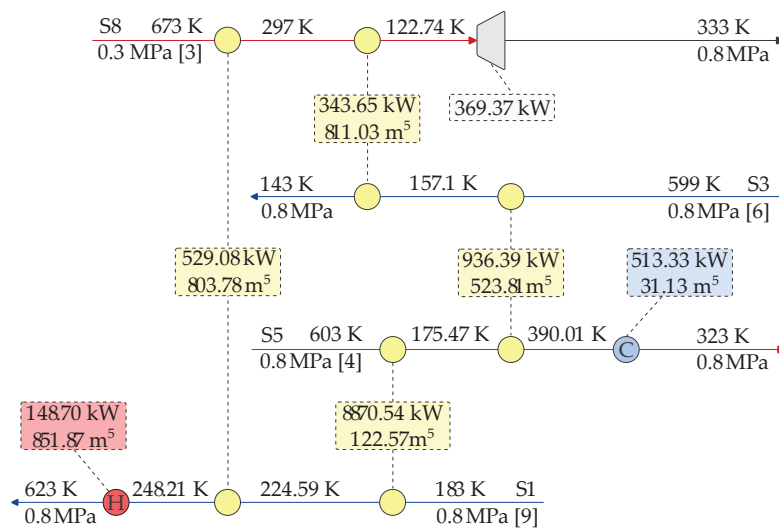 S8 673 K 297 K 122.74 K 333 K
0.3 MPa [3] 0.8 MPa
343.65 kW
811.03 m⁵
369.37 kW
143 K 157.1 K 599 K S3
0.8 MPa 0.8 MPa [6]
529.08 kW
803.78 m⁵
936.39 kW
523.81 m⁵
513.33 kW
31.13 m⁵
S5 603 K 175.47 K 390.01 K C 323 K
0.8 MPa [4] 0.8 MPa
148.70 kW
851.87 m⁵
8870.54 kW
122.57 m⁵
623 K H 248.21 K 224.59 K 183 K S1
0.8 MPa 0.8 MPa [9]